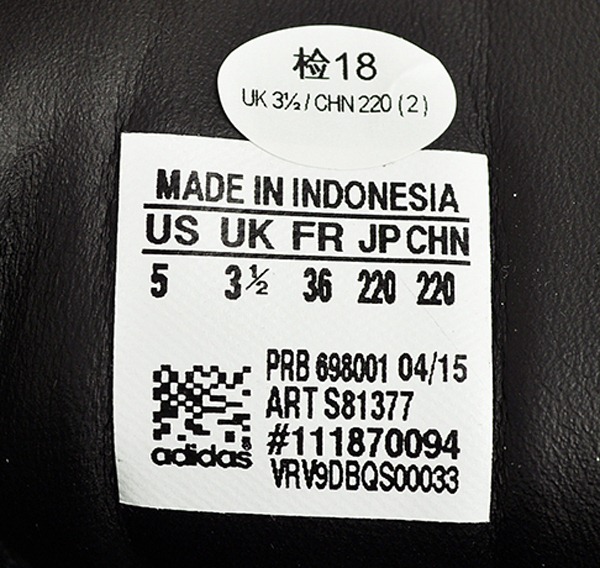 检18
UK 3½ / CHN 220 (2)
MADE IN INDONESIA
US UK FR JP CHN
5 3½ 36 220 220
PRB 698001 04/15
ART S81377
#111870094
adidas®
VRV9DBQS00033